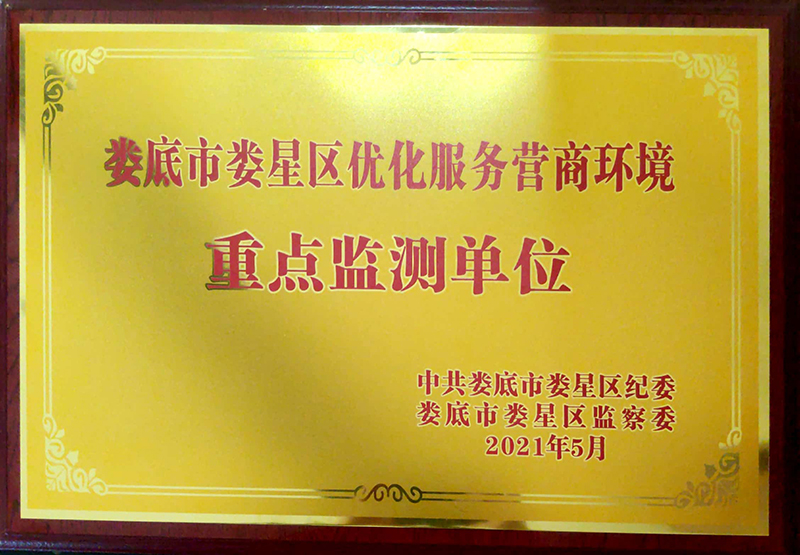 娄底市娄星区优化服务营商环境
重点监测单位
中共娄底市娄星区纪委
娄底市娄星区监察委
2021年5月